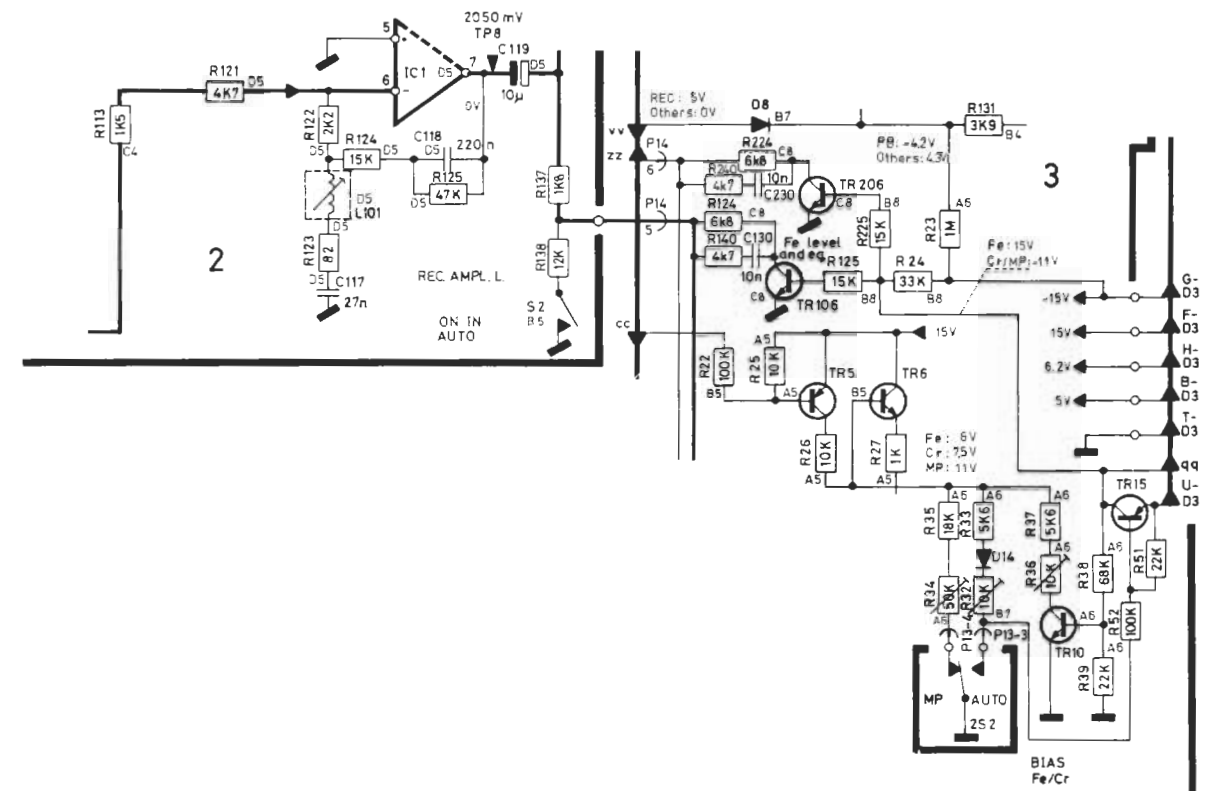 2050 mV
TP8
C119
D5
10µ
5
IC1
D5
7
6
0V
R121
4K7
D5
R113
1K5
C4
R122
2K2
D5
R124
15K
D5
C118
220n
D5
R125
47K
D5
D5
L101
D5
R123
82
D5
C117
27n
2
REC. AMPL. L.
ON IN
AUTO
R137
1K8
R138
12K
S2
B5
REC: 5V
Others: 0V
vv
zz
cc
P14
6
P14
5
D8
B7
R131
3K9
B4
PB: -4.2V
Others: 4.3V
3
R224
6k8
C8
R240
4k7
10n
C230
TR206
C8
R124
6k8
C8
R140
4k7
C130
10n
Fe level
and eq.
TR106
C8
R225
15K
B8
R23
1M
A5
R125
15K
B8
R24
33K
B8
Fe: 15V
Cr/MP: -11V
-15V
15V
6.2V
5V
G-
D3
F-
D3
H-
D3
B-
D3
T-
D3
qq
U-
D3
15V
R22
100K
B5
R25
10K
A5
A5
TR5
B5
TR6
R26
10K
A5
R27
1K
A5
Fe: 6V
Cr: 7,5V
MP: 11V
R35
18K
A6
R33
5K6
A6
R37
5K6
A6
D14
R34
50K
A6
R32
10K
B7
R36
10K
A6
R38
68K
A6
TR15
R51
22K
R52
100K
TR10
A6
A6
R39
22K
P13-4
P13-3
MP
AUTO
2S2
BIAS
Fe/Cr